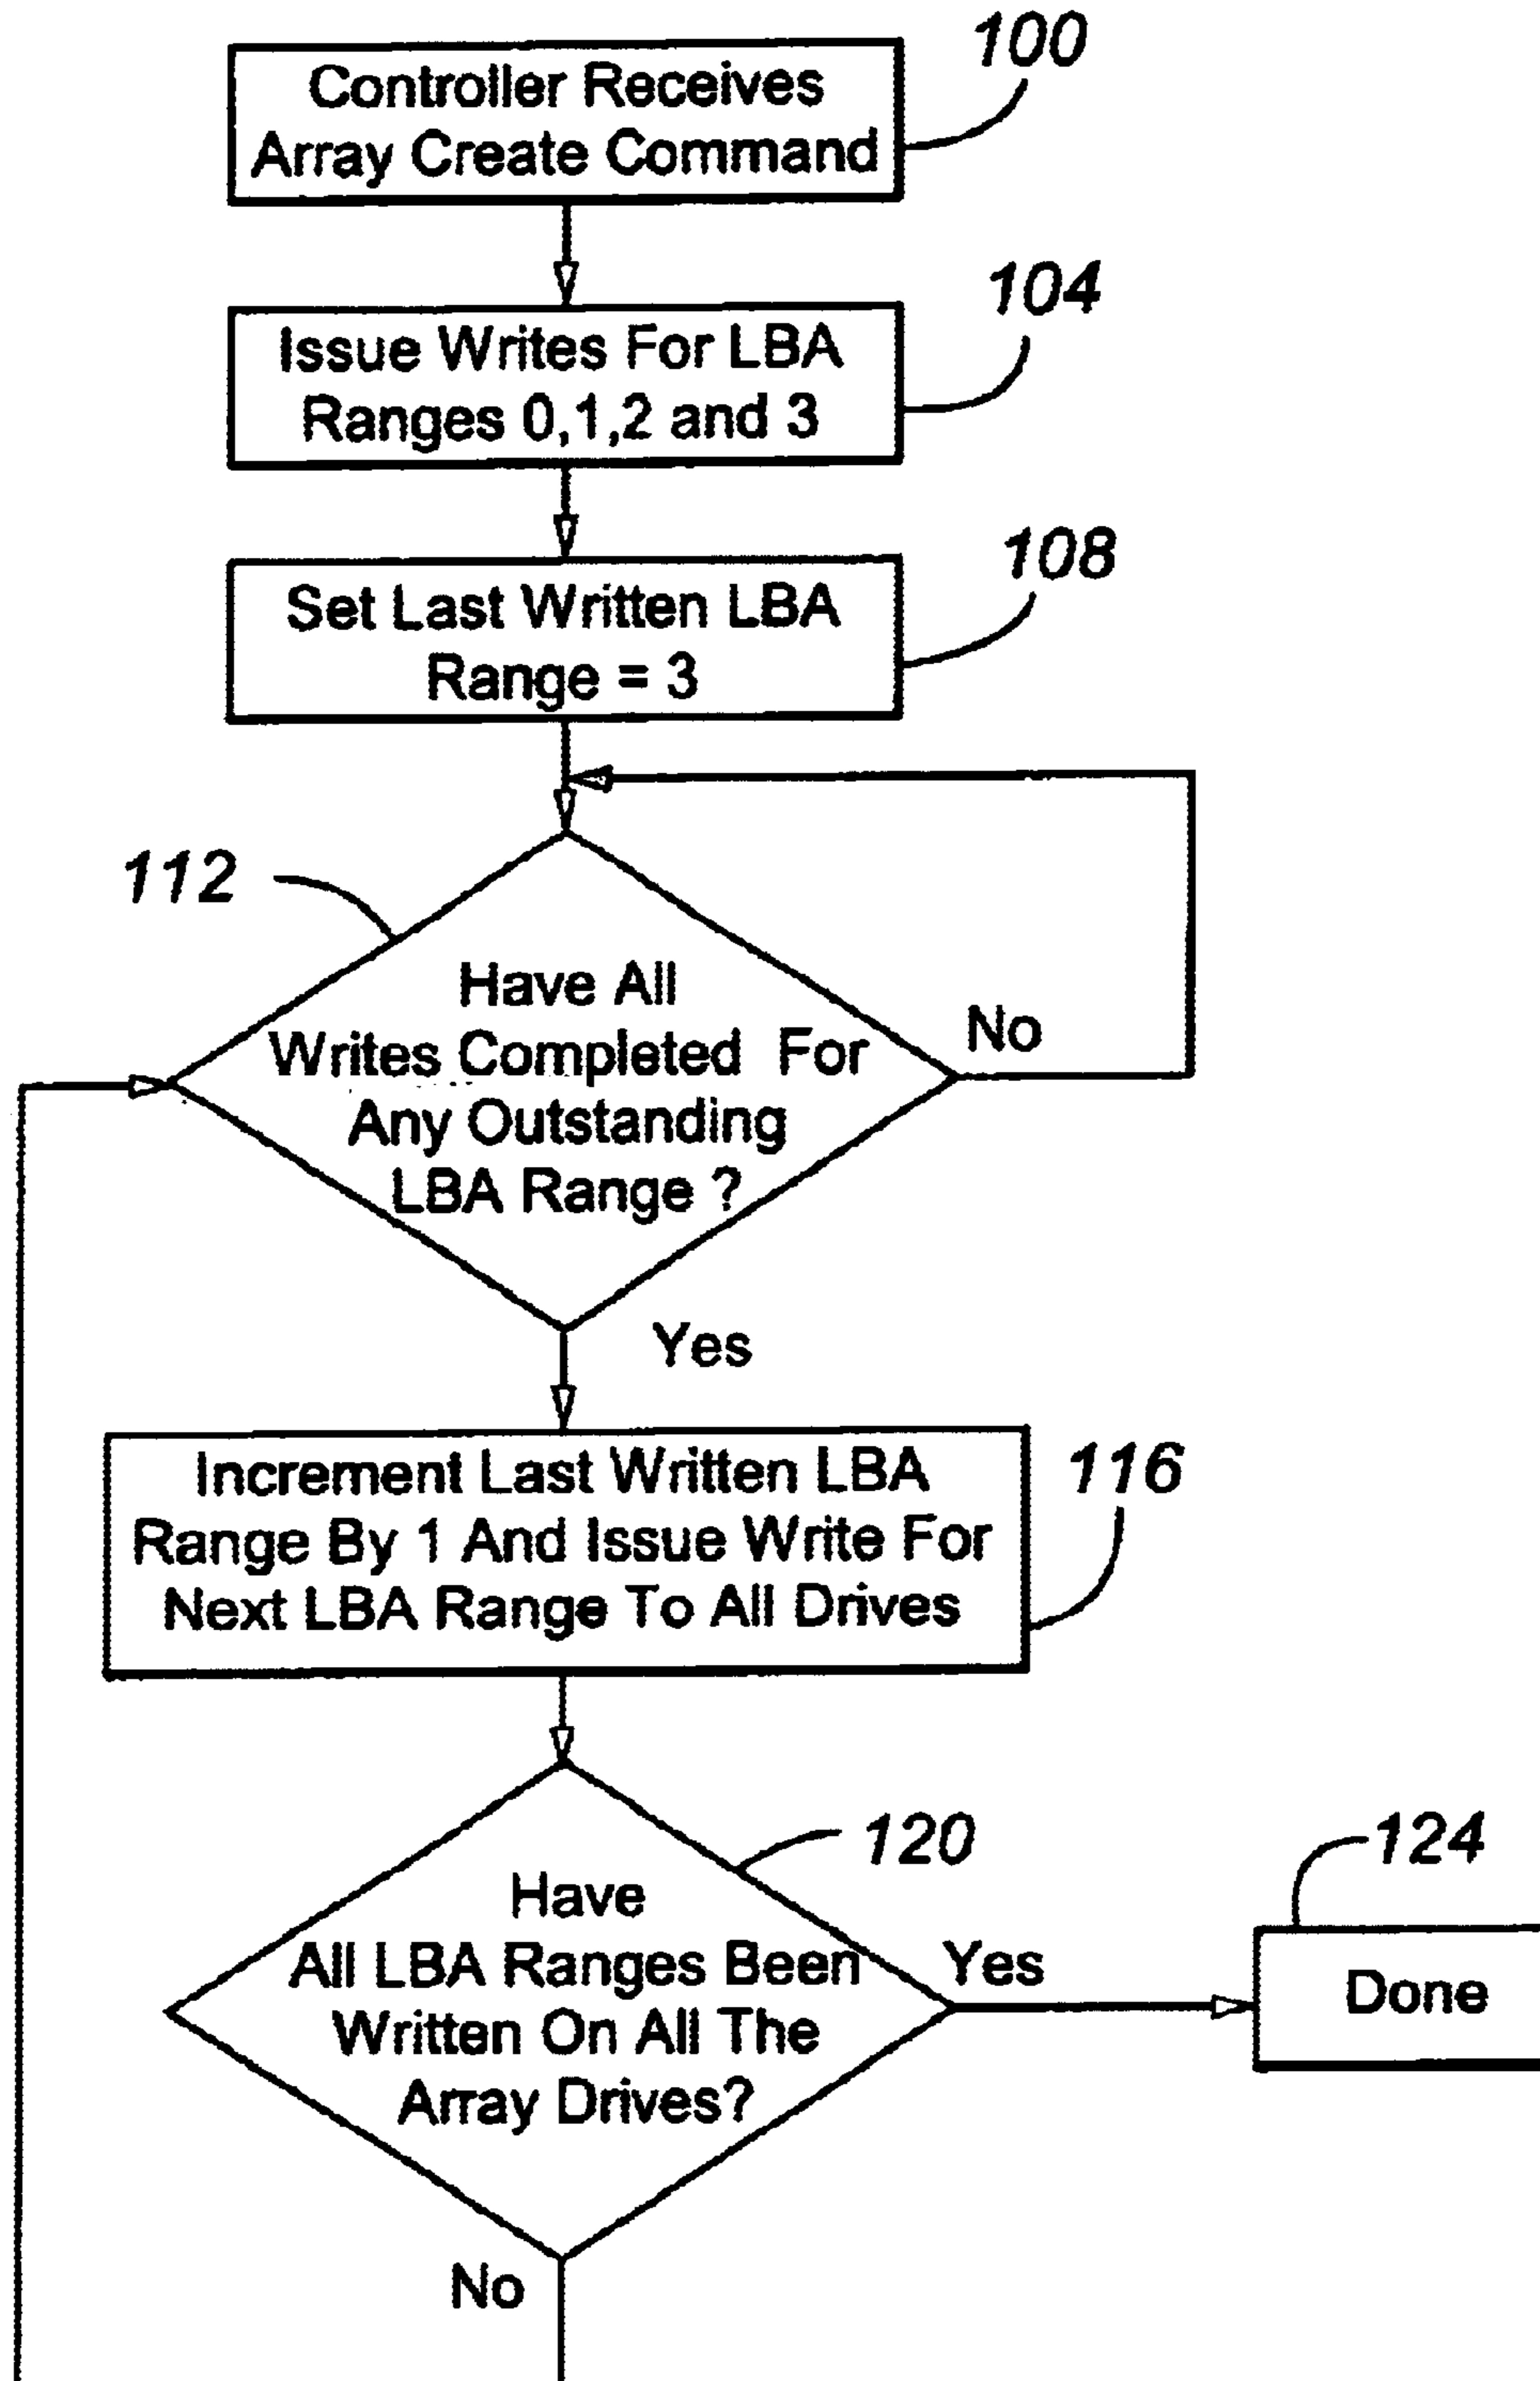 100
Controller Receives
Array Create Command
104
Issue Writes For LBA
Ranges 0,1,2 and 3
108
Set Last Written LBA
Range = 3
112
Have All
Writes Completed For
Any Outstanding
LBA Range ?
No
Yes
Increment Last Written LBA
Range By 1 And Issue Write For
Next LBA Range To All Drives
116
120
Have
All LBA Ranges Been
Written On All The
Array Drives?
Yes
124
Done
No